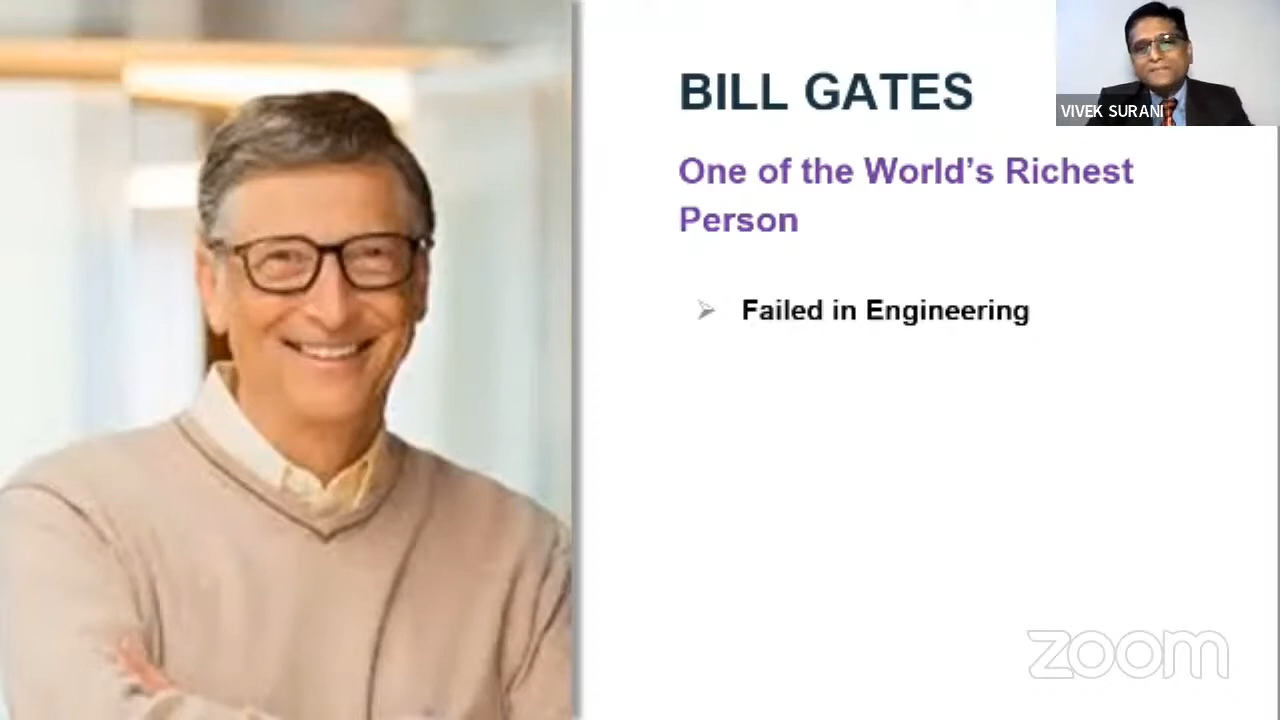 BILL GATES
VIVEK SURANI
One of the World’s Richest
Person
Failed in Engineering
zoom